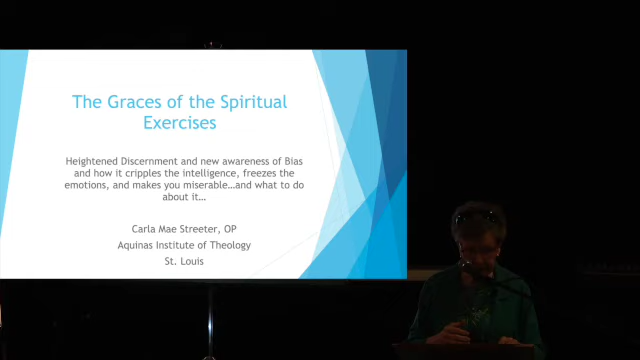 The Graces of the Spiritual
Exercises
Heightened Discernment and new awareness of Bias
and how it cripples the intelligence, freezes the
emotions, and makes you miserable…and what to do
about it…
Carla Mae Streeter, OP
Aquinas Institute of Theology
St. Louis